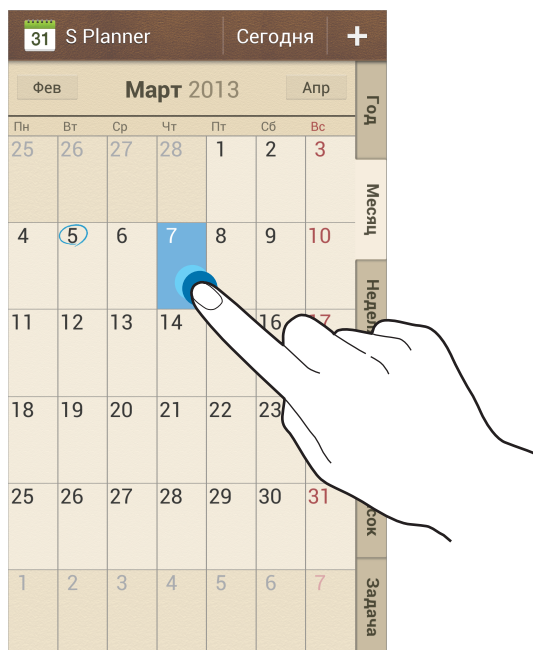 31 S Planner Сегодня +
Фев Март 2013 Апр
Год
Пн Вт Ср Чт Пт Сб Вс
25 26 27 28 1 2 3
Месяц
4 5 6 7 8 9 10
11 12 13 14 16 17
18 19 20 21 22 23
25 26 27 28 29 30 31
1 2 3 4 5 6 7
Задача